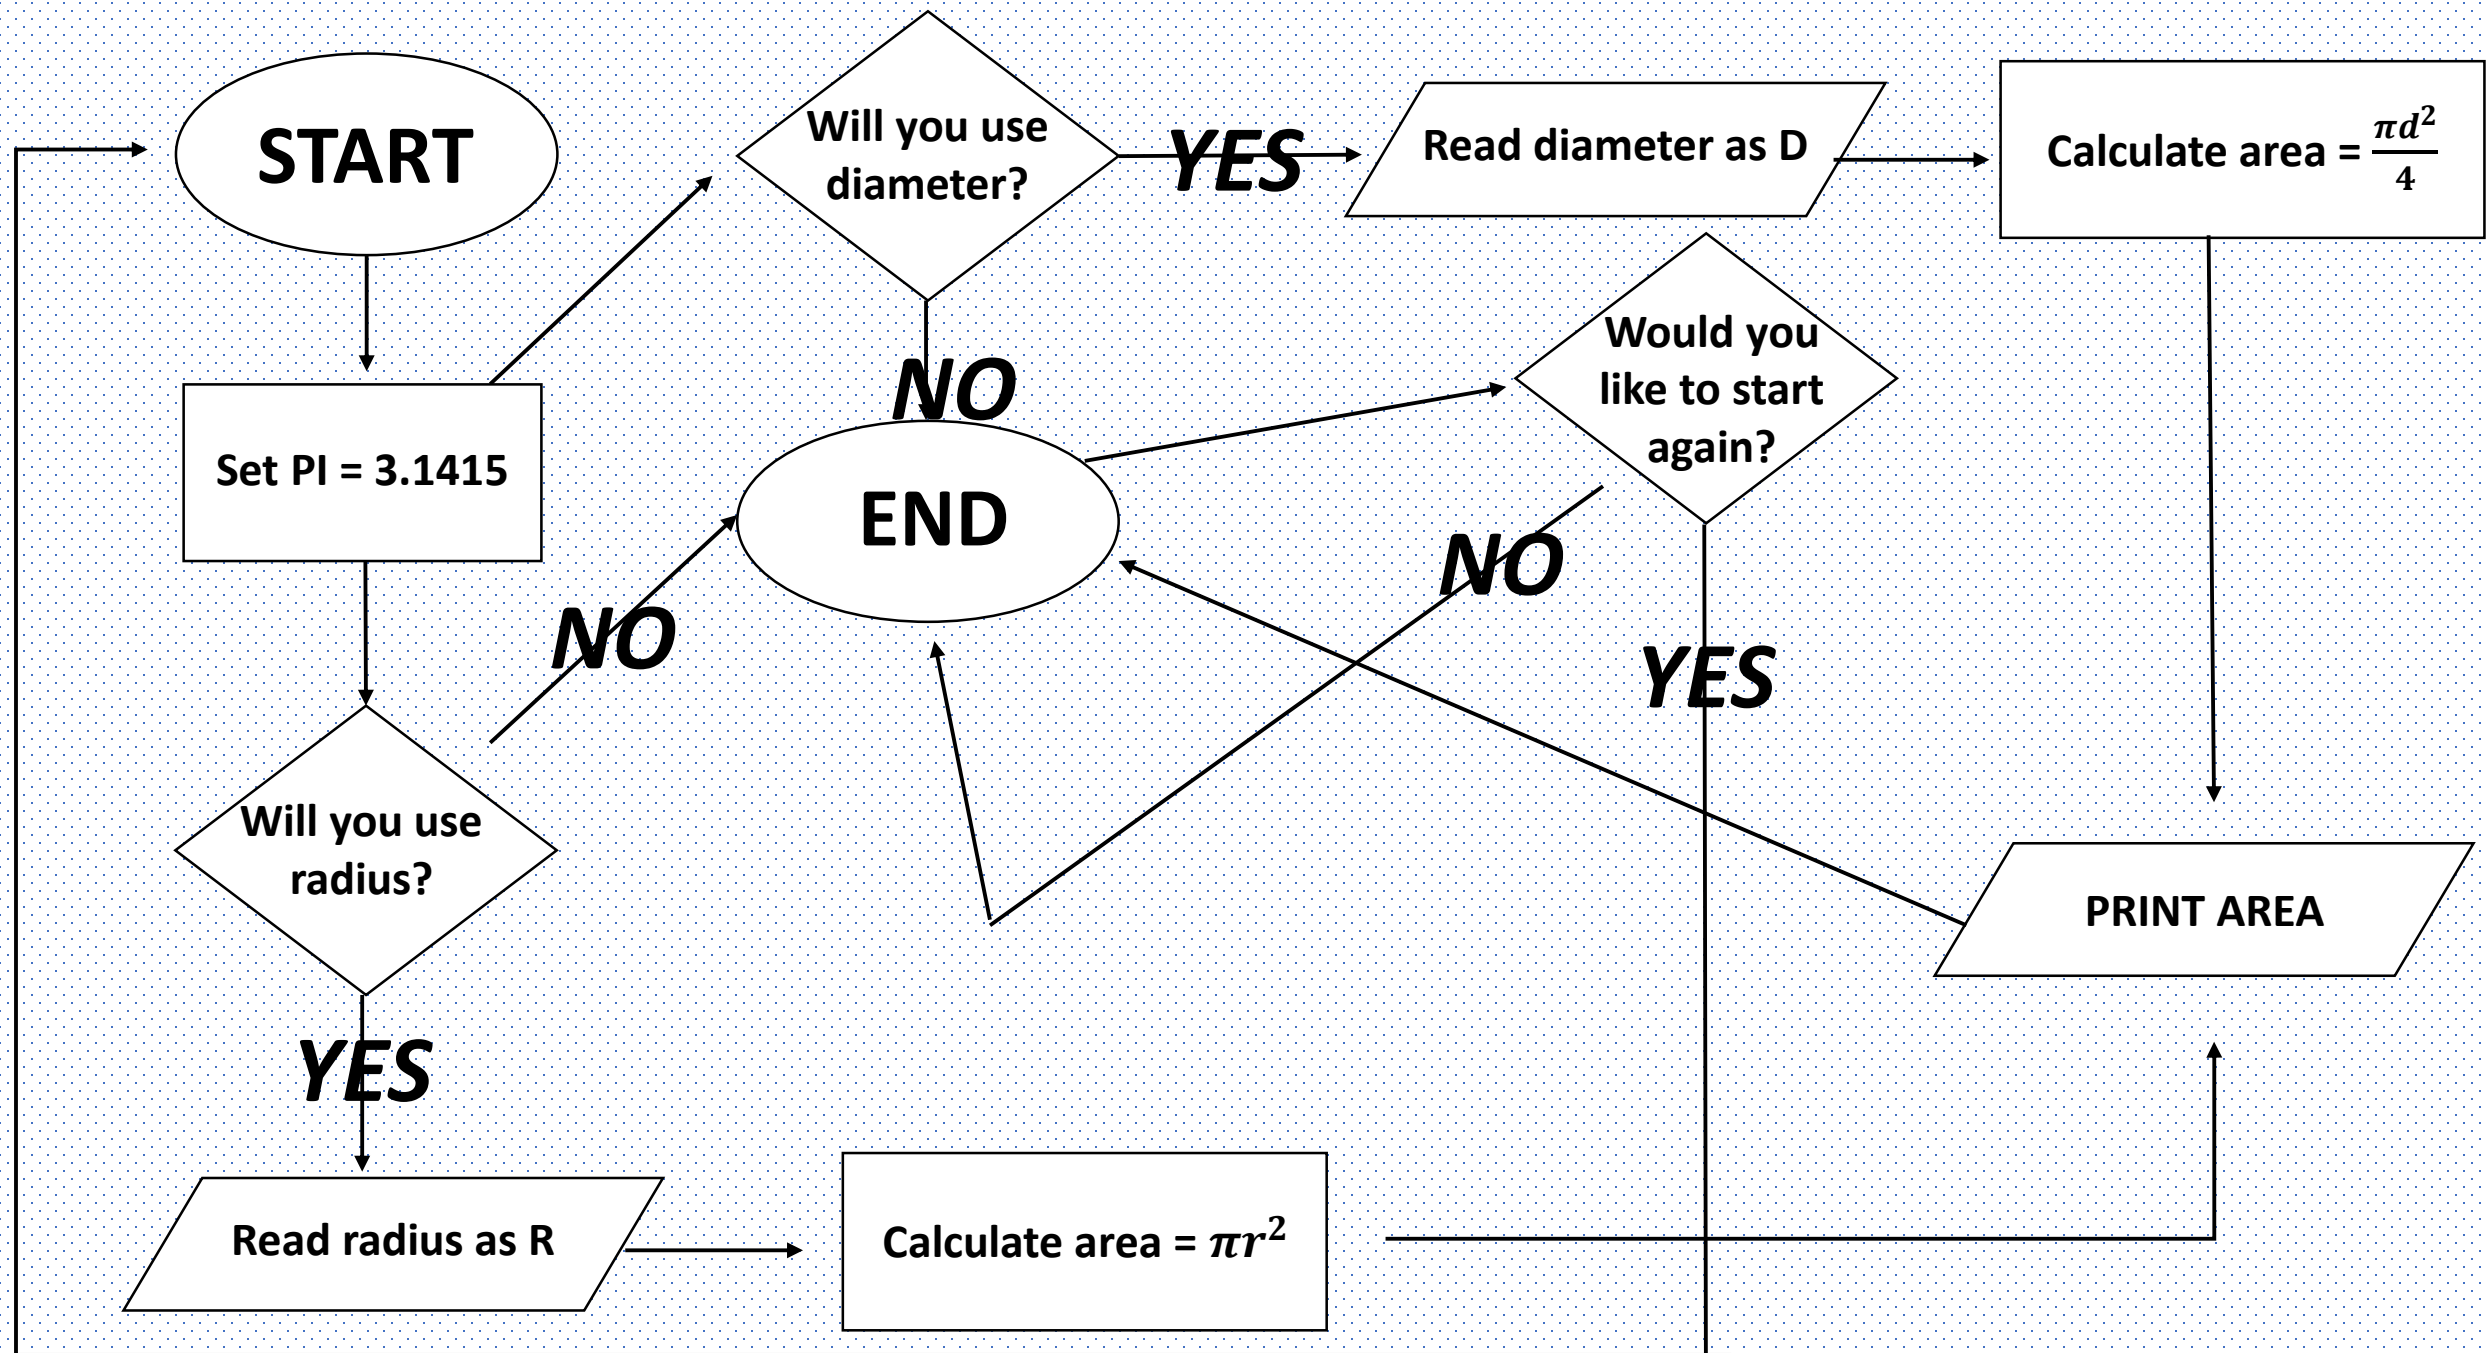 START
Will you use
diameter?
YES
Read diameter as D
Calculate area = πd²/4
Set PI = 3.1415
NO
END
Would you
like to start
again?
NO
NO
YES
Will you use
radius?
PRINT AREA
YES
Read radius as R
Calculate area = πr²